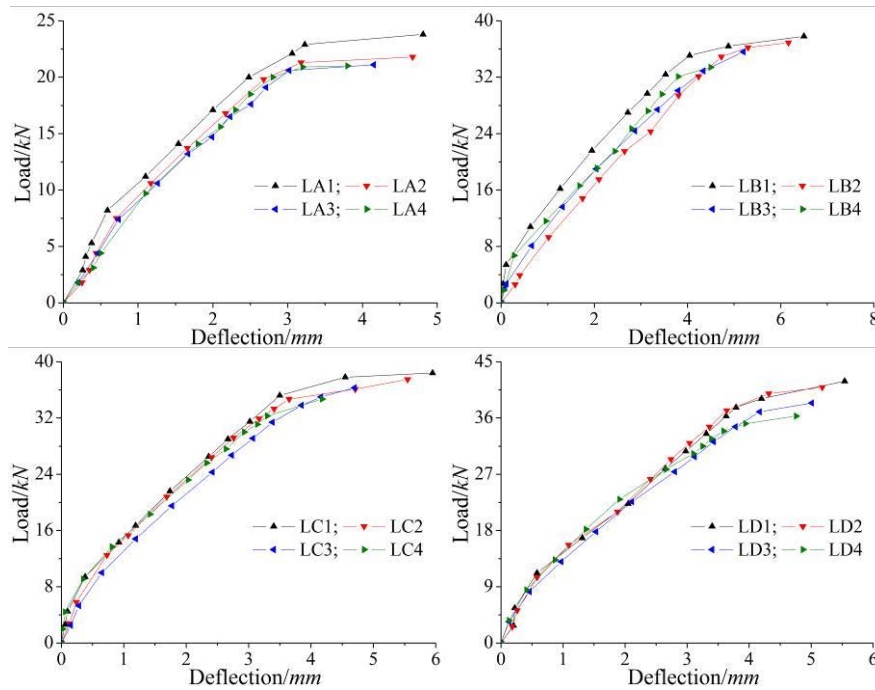 25
20
15
10
5
0
Load/kN
LA1; LA2
LA3; LA4
0 1 2 3 4 5
Deflection/mm
40
32
24
16
8
0
Load/kN
LB1; LB2
LB3; LB4
0 2 4 6 8
Deflection/mm
40
32
24
16
8
0
Load/kN
LC1; LC2
LC3; LC4
0 1 2 3 4 5 6
Deflection/mm
45
36
27
18
9
0
Load/kN
LD1; LD2
LD3; LD4
0 1 2 3 4 5 6
Deflection/mm